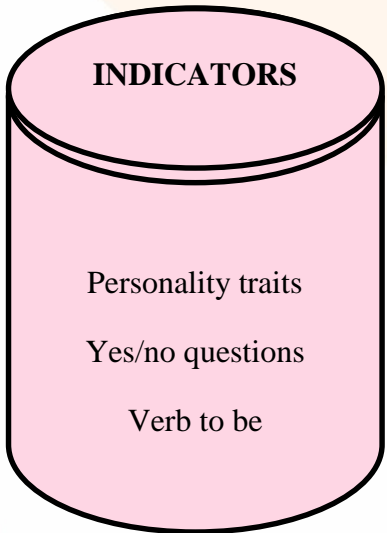 INDICATORS
Personality traits
Yes/no questions
Verb to be